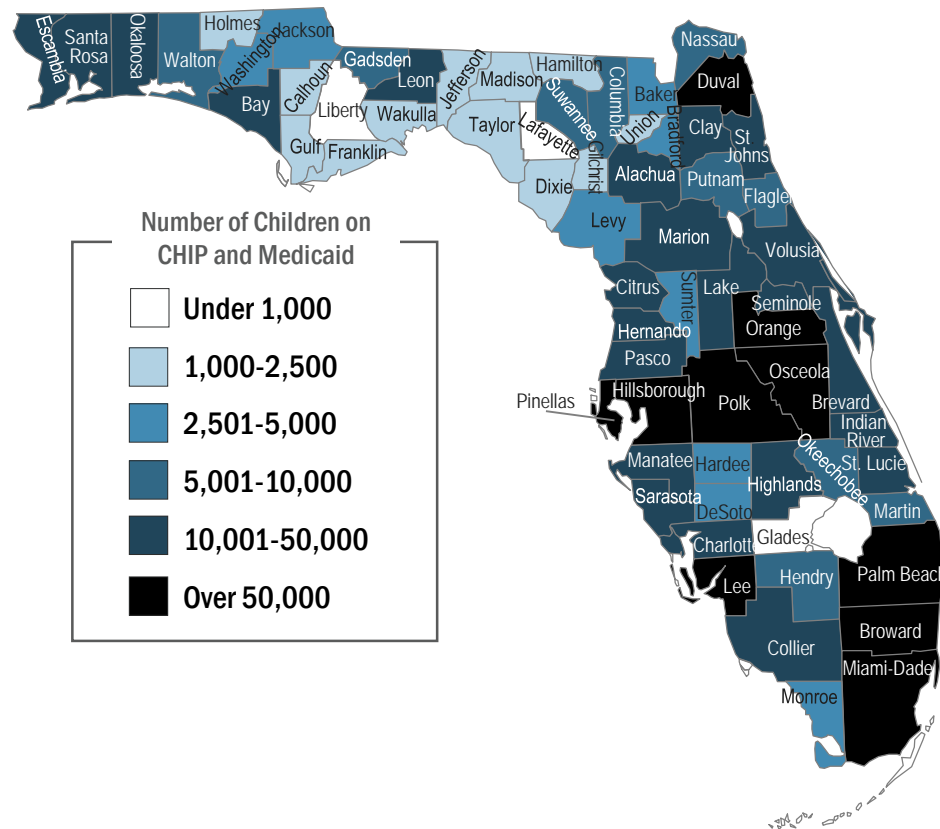 Escambia
Santa
Rosa
Okaloosa
Walton
Holmes
Washington
Jackson
Bay
Calhoun
Gulf
Liberty
Franklin
Gadsden
Leon
Wakulla
Jefferson
Madison
Taylor
Hamilton
Suwannee
Lafayette
Dixie
Columbia
Gilchrist
Union
Baker
Bradford
Nassau
Duval
Clay
St
Johns
Alachua
Putnam
Flagler
Levy
Marion
Volusia
Citrus
Sumter
Lake
Seminole
Orange
Hernando
Pasco
Osceola
Hillsborough
Polk
Pinellas
Brevard
Indian
River
Manatee
Hardee
Okeechobee
St. Lucie
Highlands
Sarasota
DeSoto
Martin
Charlott
Glades
Lee
Hendry
Palm Beach
Broward
Collier
Miami-Dade
Monroe
Number of Children on
CHIP and Medicaid
Under 1,000
1,000-2,500
2,501-5,000
5,001-10,000
10,001-50,000
Over 50,000